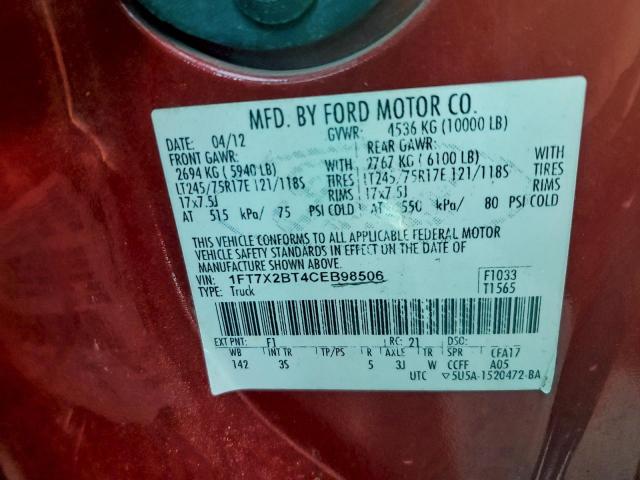 MFD. BY FORD MOTOR CO.
DATE: 04/12 GVWR: 4536 KG (10000 LB)
FRONT GAWR: REAR GAWR:
2694 KG (5940 LB) WITH 2767 KG (6100 LB) WITH
LT245/75R17E 121/118S TIRES LT245/75R17E 121/118S TIRES
17x7.5J RIMS 17x7.5J RIMS
AT 515 kPa/ 75 PSI COLD AT 550 kPa/ 80 PSI COLD
THIS VEHICLE CONFORMS TO ALL APPLICABLE FEDERAL MOTOR
VEHICLE SAFETY STANDARDS IN EFFECT ON THE DATE OF
MANUFACTURE SHOWN ABOVE.
VIN: 1FT7X2BT4CEB98506 F1033
TYPE: Truck T1565
EXT PNT: F1 RC: 21 DSO:
WB INT TR TP/PS R AXLE TR SPR CFA17
142 3S 5 3J W CCFF A05
UTC ▽5U5A-1520472-BA